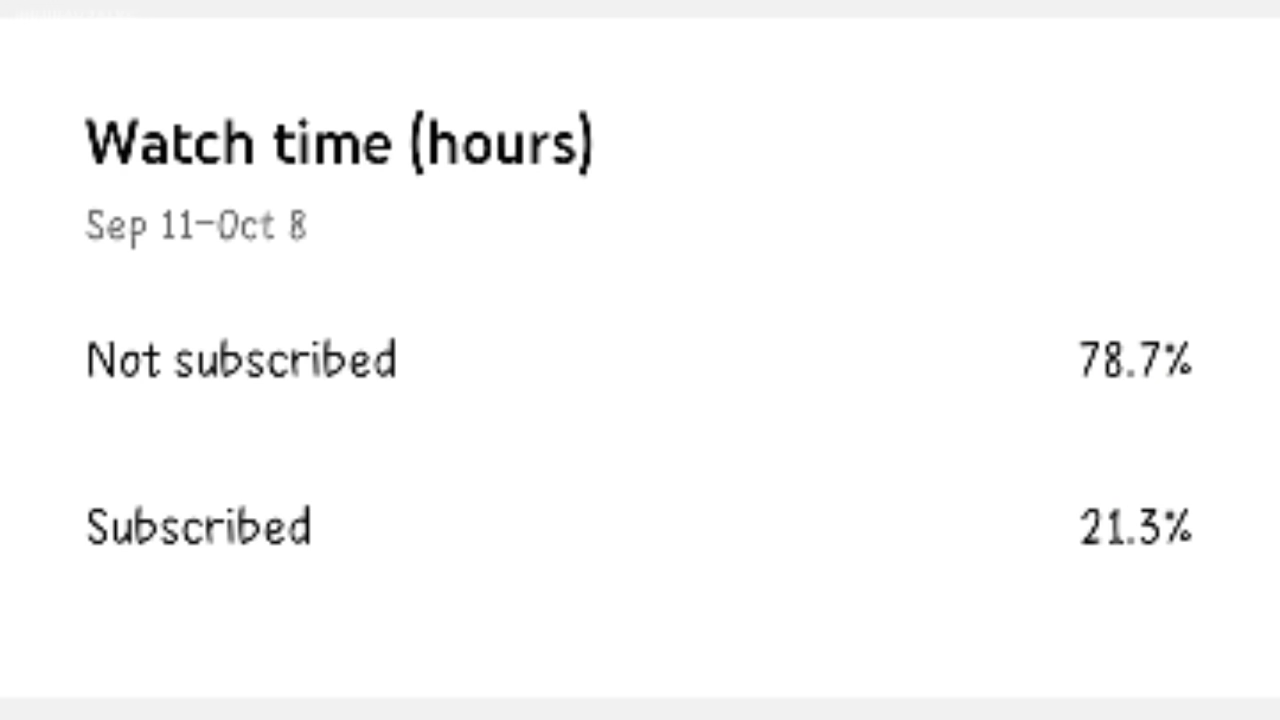 Watch time (hours)
Sep 11–Oct 8
Not subscribed 78.7%
Subscribed 21.3%